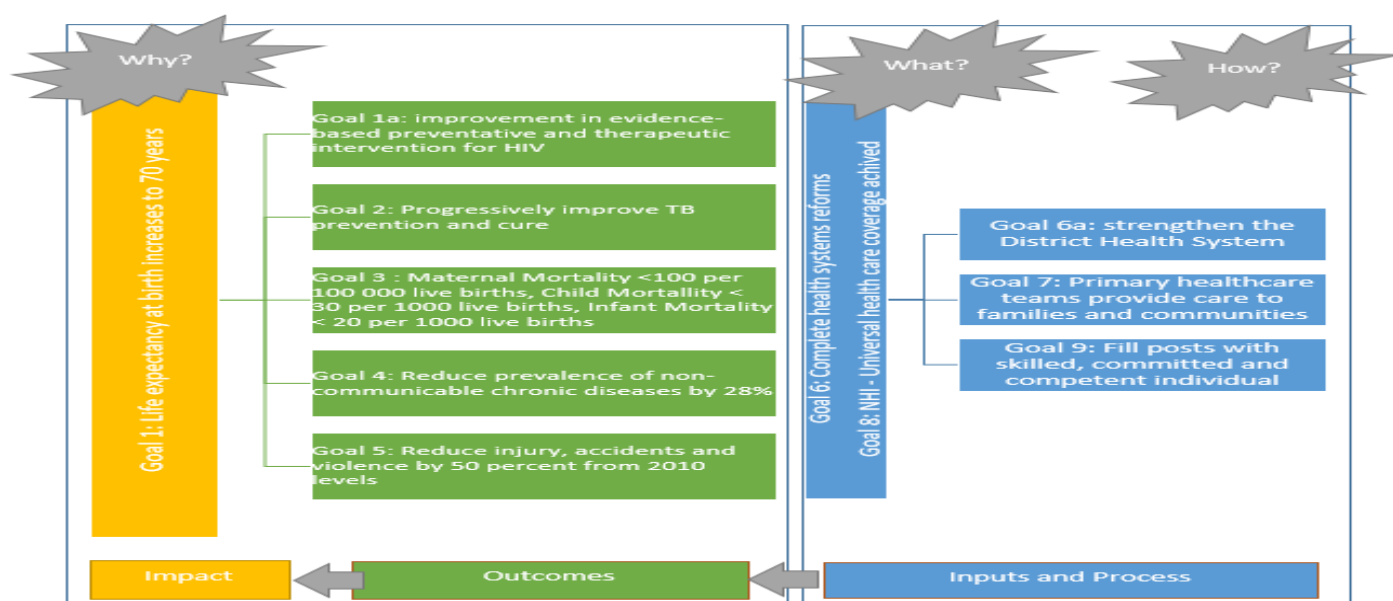 Why?
What?
How?
Goal 1: Life expectancy at birth increases to 70 years
Goal 1a: improvement in evidence-
based preventative and therapeutic
intervention for HIV
Goal 2: Progressively improve TB
prevention and cure
Goal 3 : Maternal Mortality <100 per
100 000 live births, Child Mortallity <
30 per 1000 live births, Infant Mortality
< 20 per 1000 live births
Goal 4: Reduce prevalence of non-
communicable chronic diseases by 28%
Goal 5: Reduce injury, accidents and
violence by 50 percent from 2010
levels
Goal 6: Complete health systems reforms
Goal 8: NHI - Universal health care coverage achived
Goal 6a: strengthen the
District Health System
Goal 7: Primary healthcare
teams provide care to
families and communities
Goal 9: Fill posts with
skilled, committed and
competent individual
Impact
Outcomes
Inputs and Process